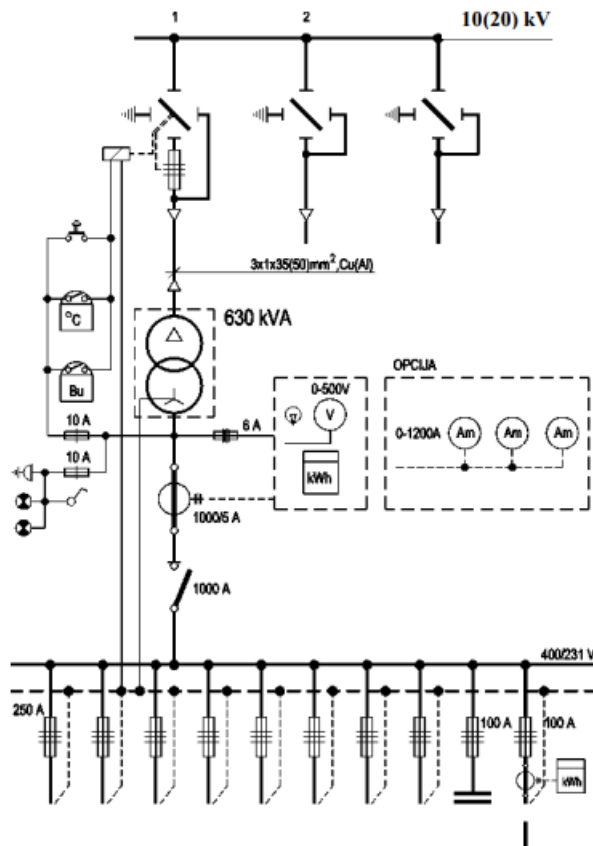 1
2
10(20) kV
3x1x35(50)mm²,Cu(Al)
630 kVA
°C
Bu
10 A
10 A
6 A
0-500V
V
kWh
OPCIJA
0-1200A
Am
Am
Am
1000/5 A
1000 A
400/231 V
250 A
100 A
100 A
kWh